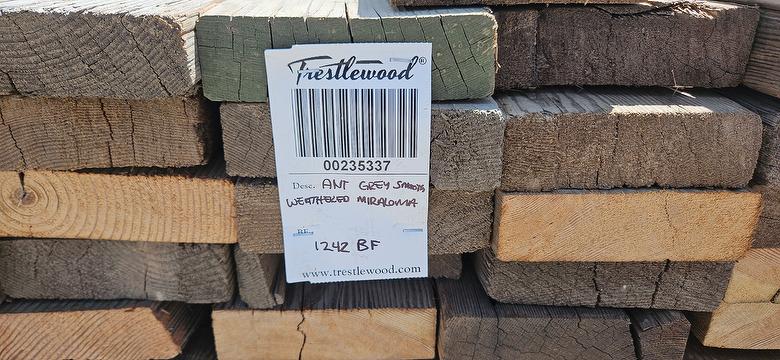 Trestlewood®
00235337
Desc. ANT GREY SMOOTH
WEATHERED MIRALOMA
BF.
1242 BF
www.trestlewood.com